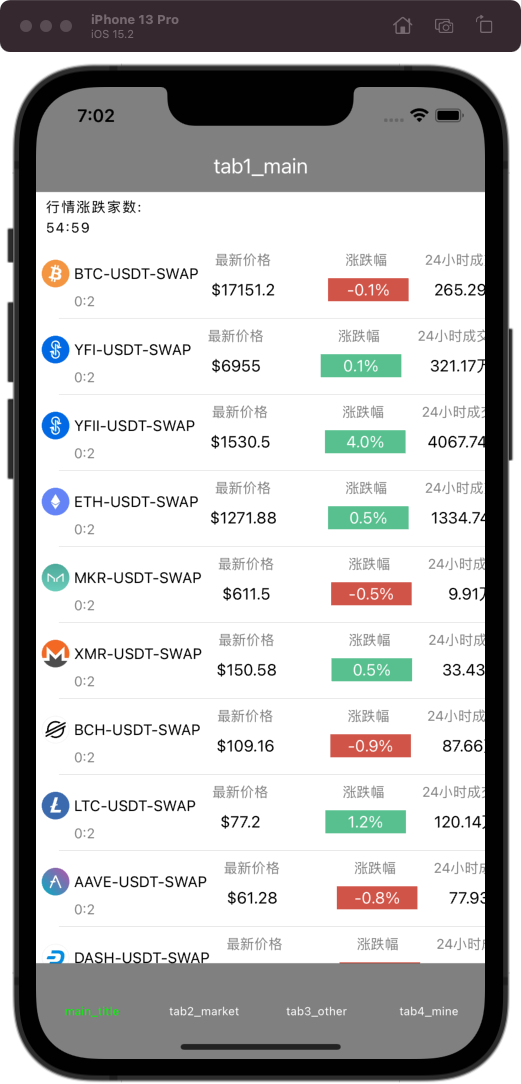 iPhone 13 Pro
iOS 15.2
7:02
tab1_main
行情涨跌家数:
54:59
最新价格 涨跌幅 24小时成
BTC-USDT-SWAP $17151.2 -0.1% 265.29
0:2
最新价格 涨跌幅 24小时成交
YFI-USDT-SWAP $6955 0.1% 321.17万
0:2
最新价格 涨跌幅 24小时成交
YFII-USDT-SWAP $1530.5 4.0% 4067.74
0:2
最新价格 涨跌幅 24小时成
ETH-USDT-SWAP $1271.88 0.5% 1334.74
0:2
最新价格 涨跌幅 24小时成
MKR-USDT-SWAP $611.5 -0.5% 9.91万
0:2
最新价格 涨跌幅 24小时成
XMR-USDT-SWAP $150.58 0.5% 33.43
0:2
最新价格 涨跌幅 24小时成
BCH-USDT-SWAP $109.16 -0.9% 87.66
0:2
最新价格 涨跌幅 24小时成交
LTC-USDT-SWAP $77.2 1.2% 120.14
0:2
最新价格 涨跌幅 24小时成
AAVE-USDT-SWAP $61.28 -0.8% 77.93
0:2
最新价格 涨跌幅 24小时
DASH-USDT-SWAP
main_title tab2_market tab3_other tab4_mine